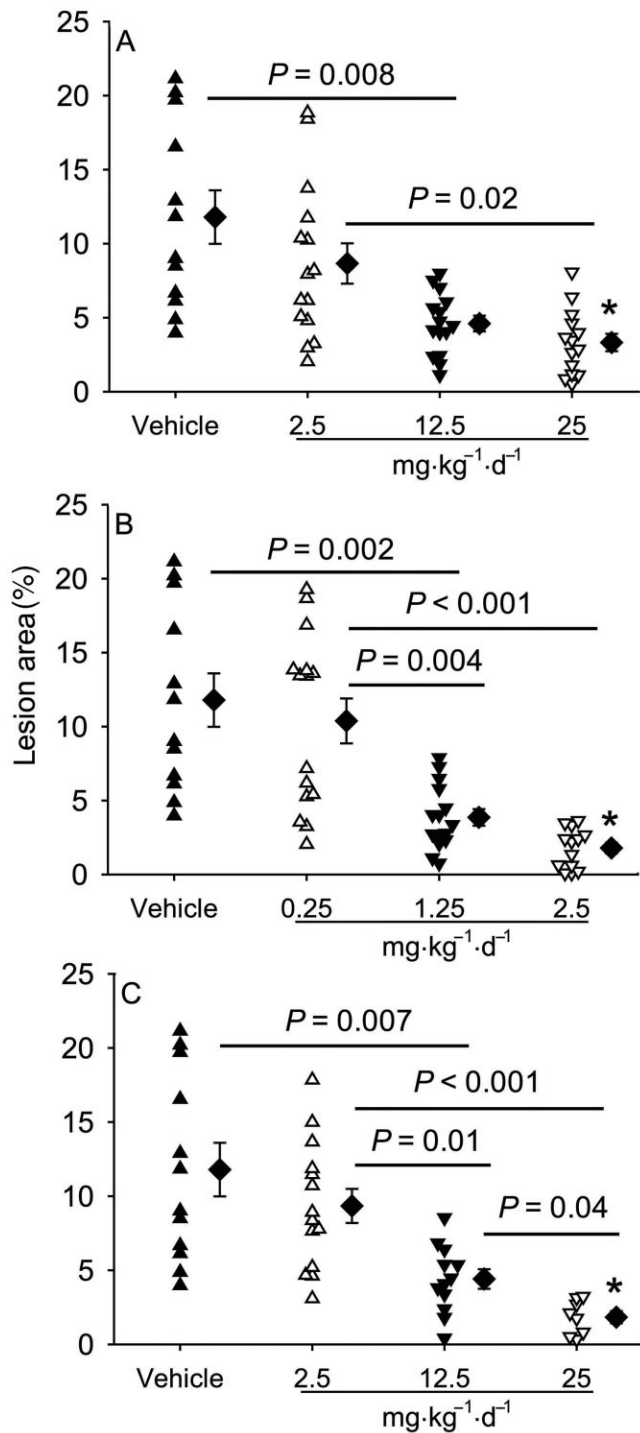 A
25
20
15
10
5
0
P = 0.008
P = 0.02
*
Vehicle 2.5 12.5 25
mg·kg⁻¹·d⁻¹
Lesion area(%)
B
25
20
15
10
5
0
P = 0.002
P < 0.001
P = 0.004
*
Vehicle 0.25 1.25 2.5
mg·kg⁻¹·d⁻¹
C
25
20
15
10
5
0
P = 0.007
P < 0.001
P = 0.01
P = 0.04
*
Vehicle 2.5 12.5 25
mg·kg⁻¹·d⁻¹